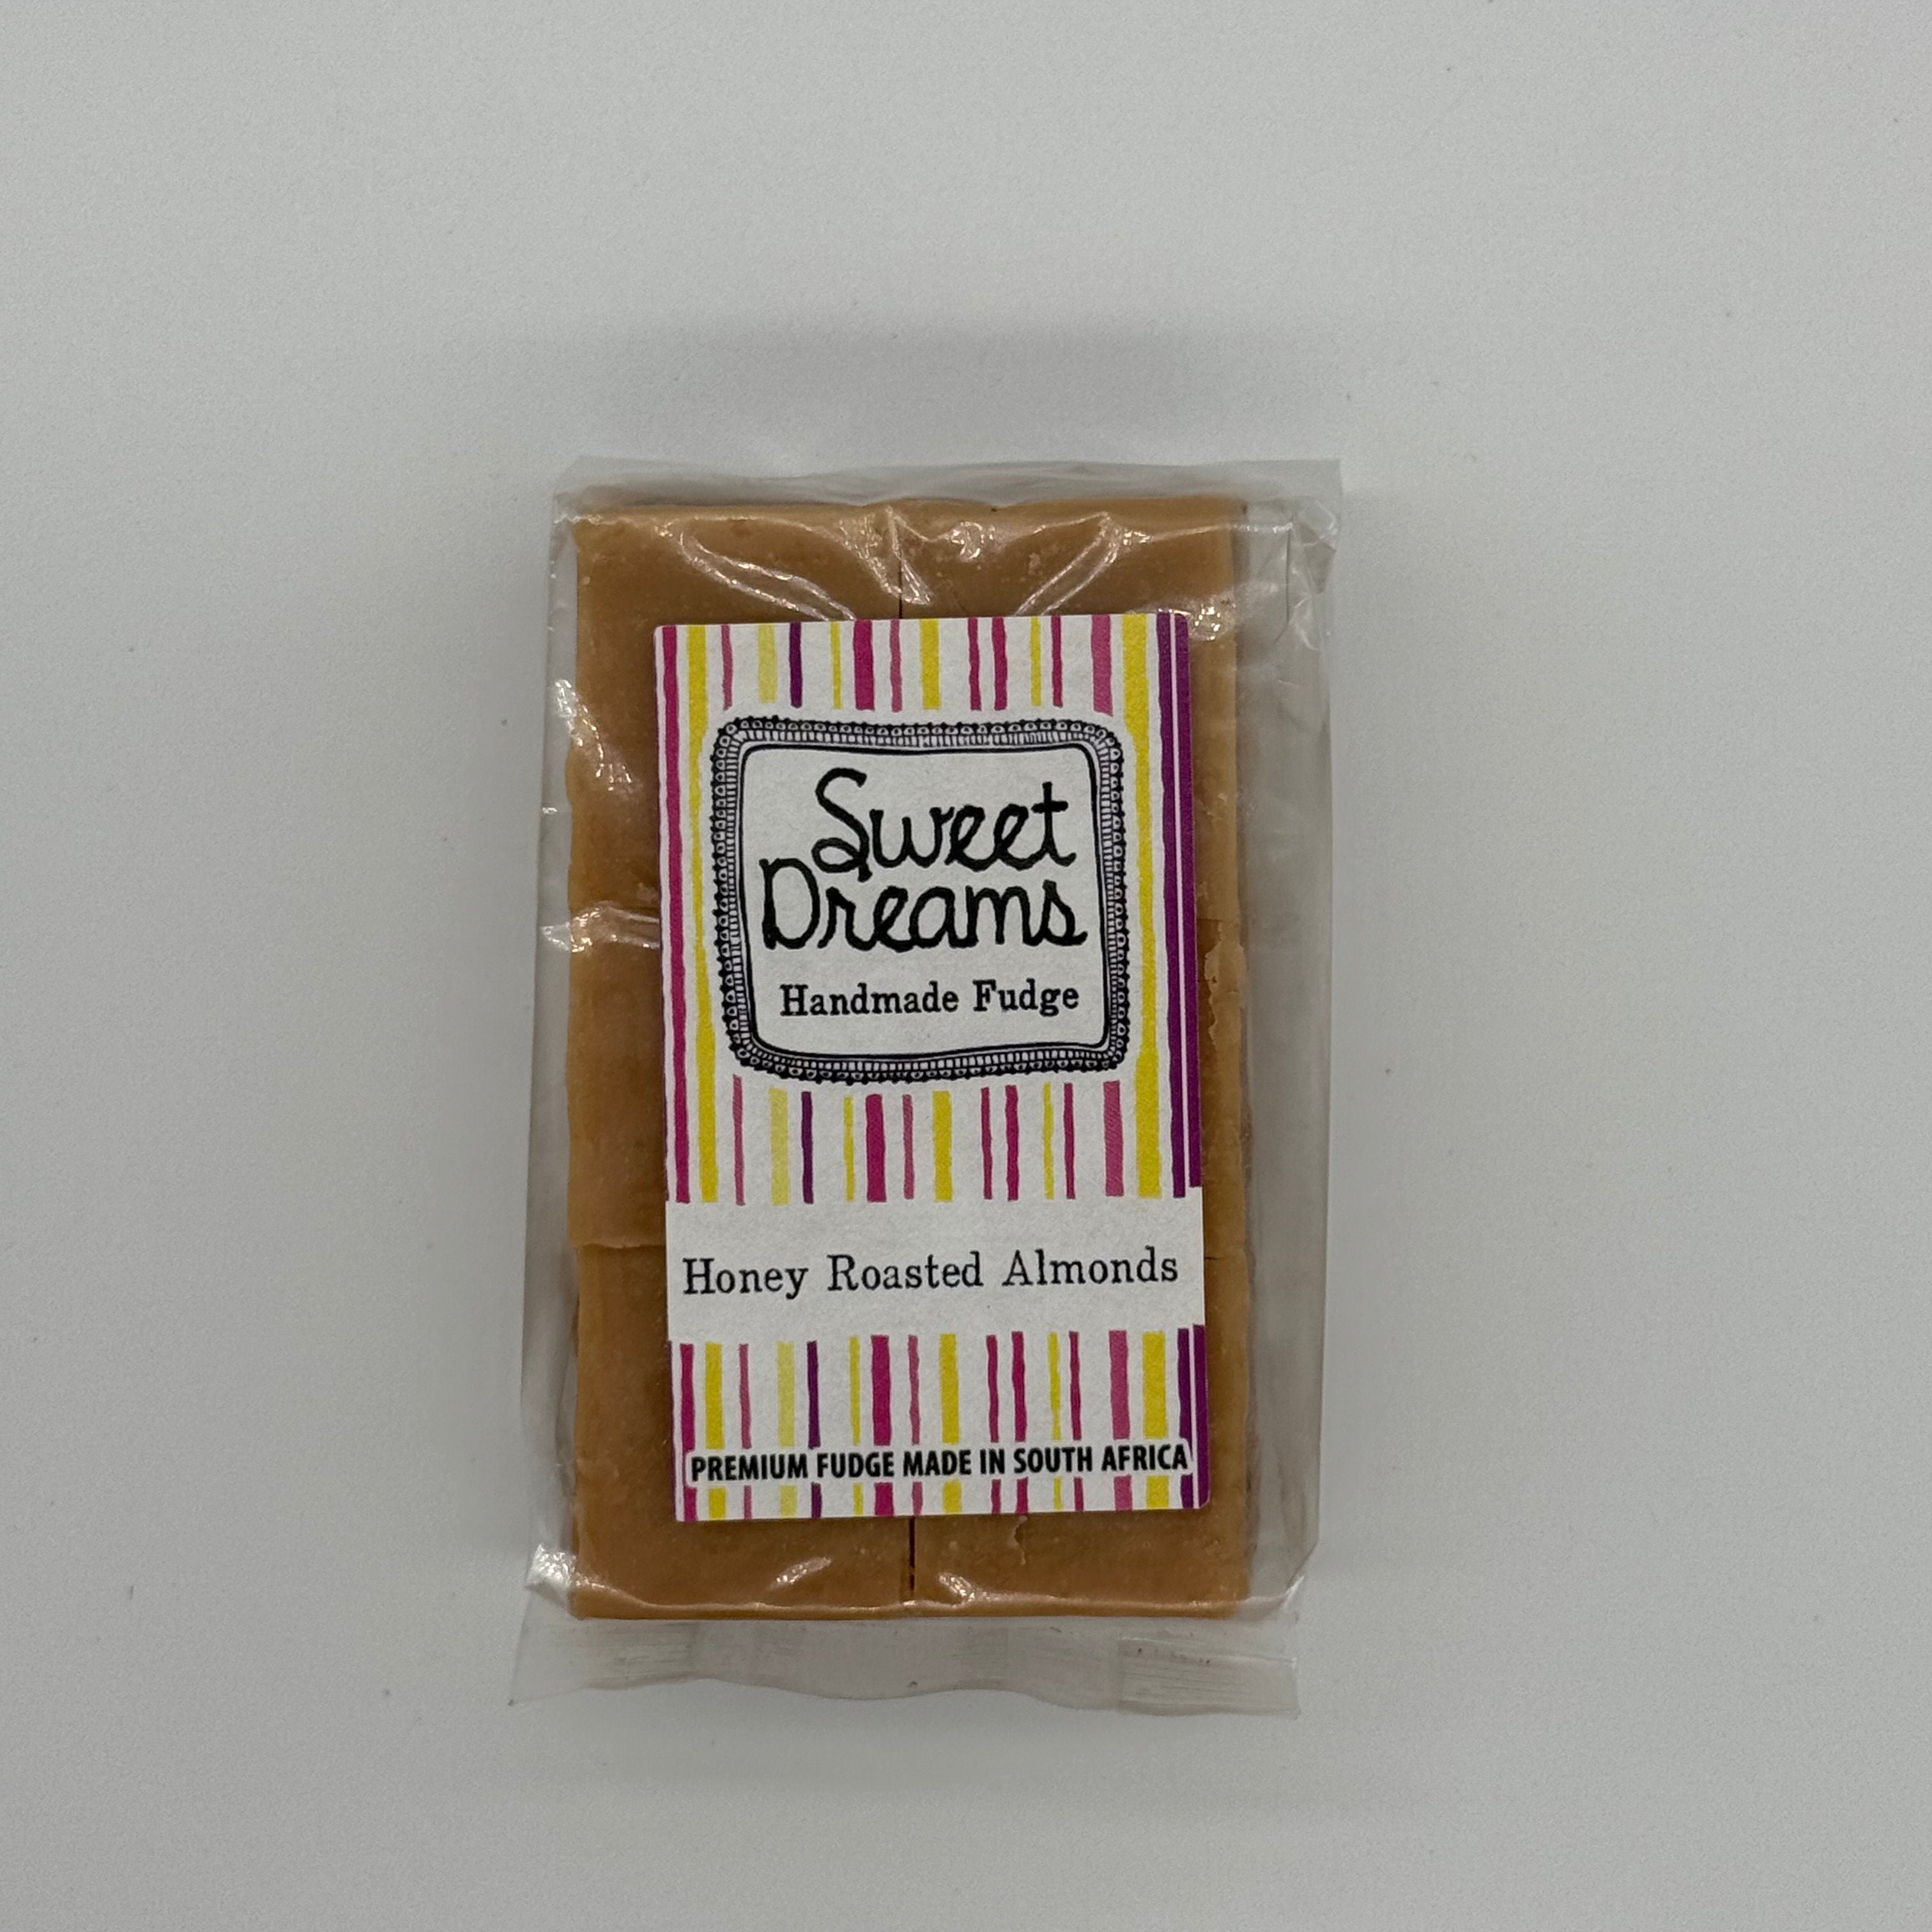 Sweet
Dreams
Handmade Fudge
Honey Roasted Almonds
PREMIUM FUDGE MADE IN SOUTH AFRICA